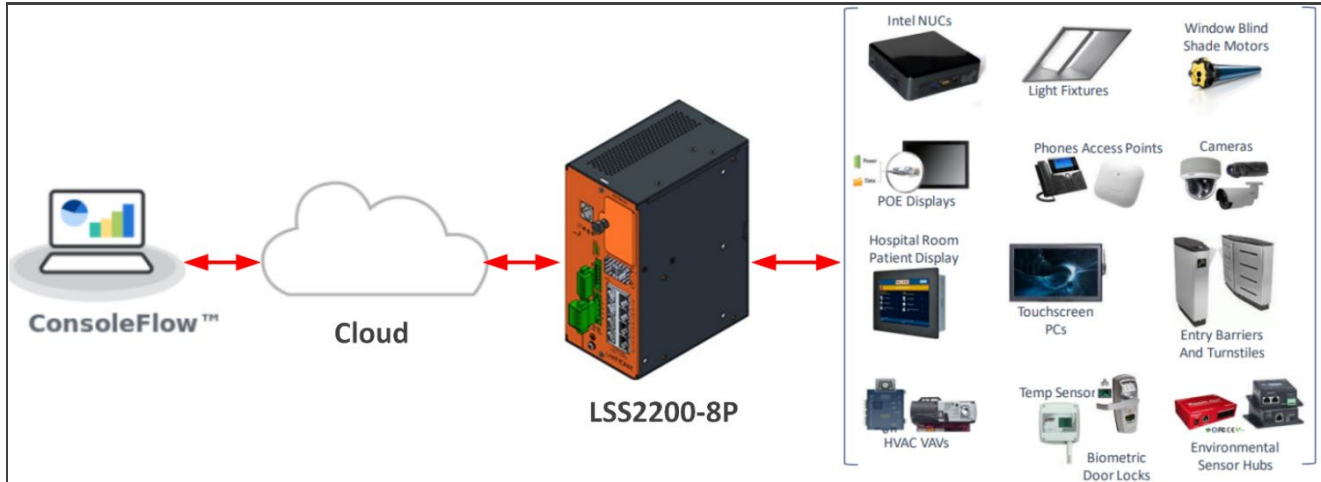 Intel NUCs
Light Fixtures
Window Blind
Shade Motors
Power
Data
POE Displays
Phones Access Points
Cameras
ConsoleFlow™
Cloud
LSS2200-8P
Hospital Room
Patient Display
Touchscreen
PCs
Entry Barriers
And Turnstiles
HVAC VAVs
Temp Sensor
Biometric
Door Locks
Environmental
Sensor Hubs